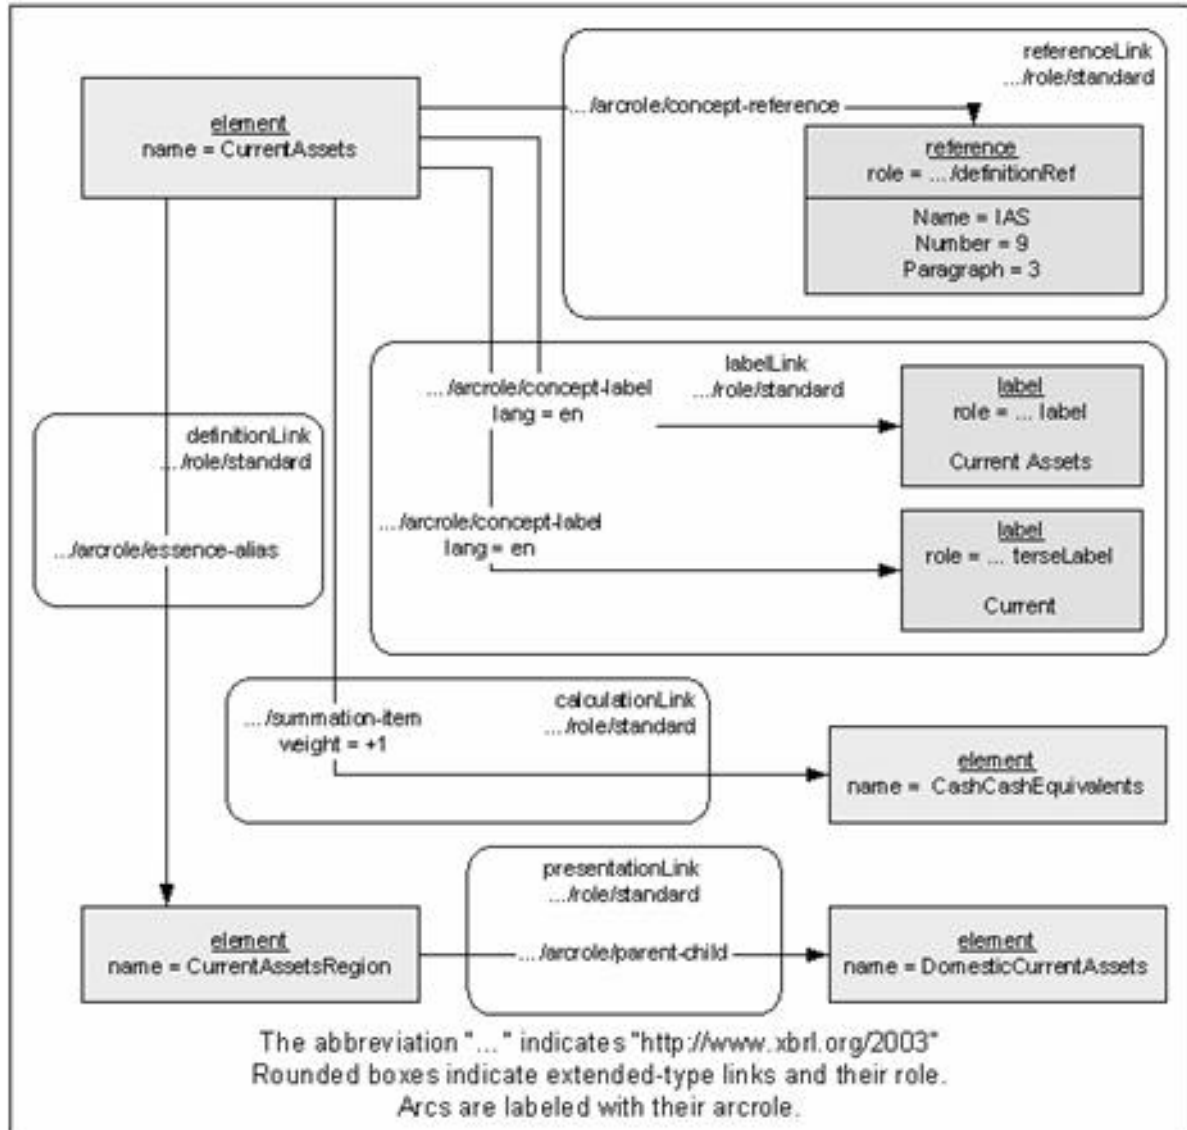 referenceLink
.../role/standard
element
name = CurrentAssets
.../arcrole/concept-reference
reference
role = .../definitionRef
Name = IAS
Number = 9
Paragraph = 3
labelLink
.../role/standard
.../arcrole/concept-label
lang = en
label
role = ... label
Current Assets
definitionLink
.../role/standard
.../arcrole/essence-alias
.../arcrole/concept-label
lang = en
label
role = ... terseLabel
Current
calculationLink
.../role/standard
.../summation-item
weight = +1
element
name = CashCashEquivalents
presentationLink
.../role/standard
element
name = CurrentAssetsRegion
.../arcrole/parent-child
element
name = DomesticCurrentAssets
The abbreviation "..." indicates "http://www.xbrl.org/2003"
Rounded boxes indicate extended-type links and their role.
Arcs are labeled with their arcrole.